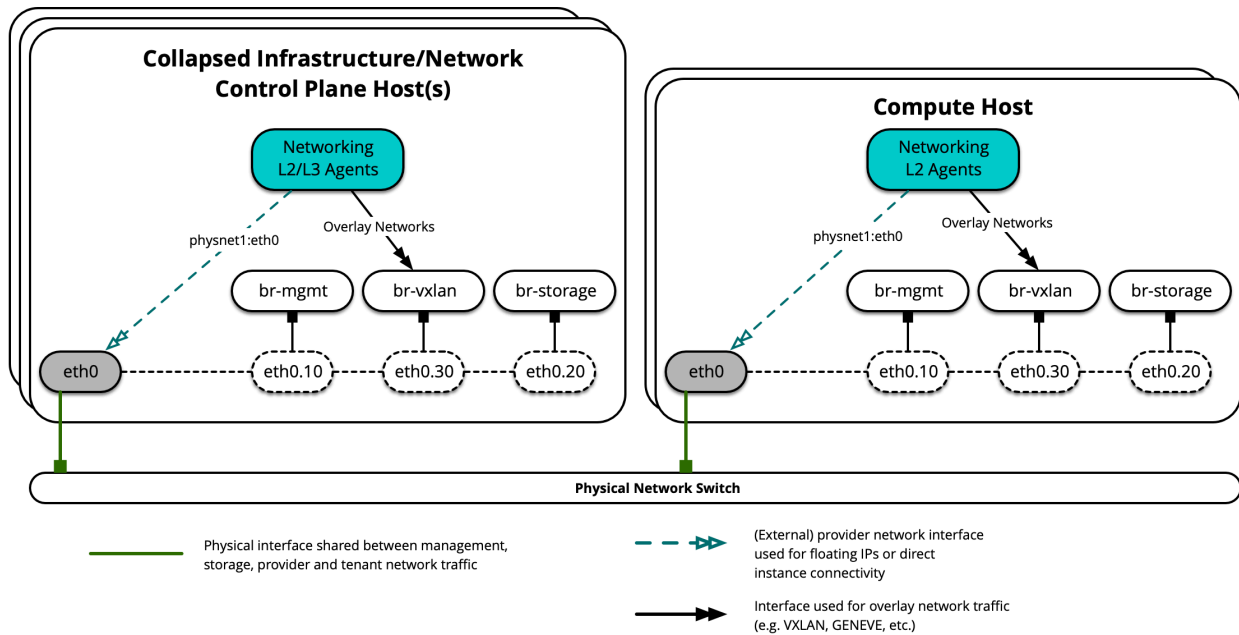 Collapsed Infrastructure/Network
Control Plane Host(s)
Networking
L2/L3 Agents
Overlay Networks
physnet1:eth0
br-mgmt
br-vxlan
br-storage
eth0
eth0.10
eth0.30
eth0.20
Compute Host
Networking
L2 Agents
Overlay Networks
physnet1:eth0
br-mgmt
br-vxlan
br-storage
eth0
eth0.10
eth0.30
eth0.20
Physical Network Switch
Physical interface shared between management,
storage, provider and tenant network traffic
(External) provider network interface
used for floating IPs or direct
instance connectivity
Interface used for overlay network traffic
(e.g. VXLAN, GENEVE, etc.)